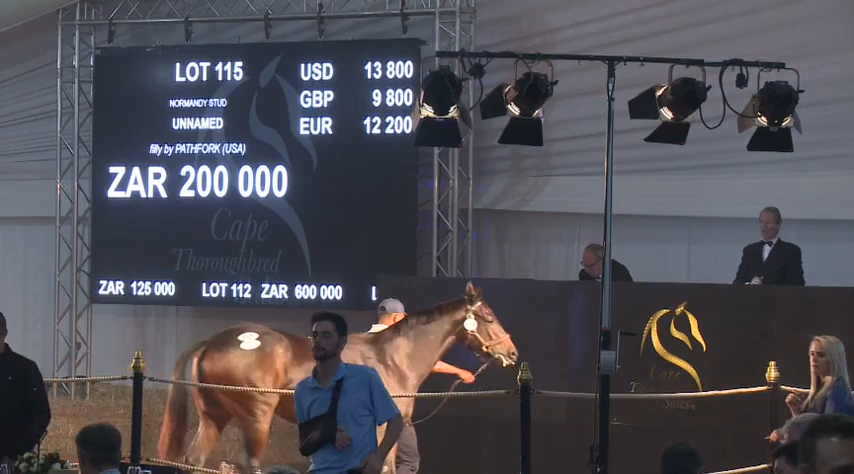 LOT 115
NORMANDY STUD
UNNAMED
filly by PATHFORK (USA)
USD 13 800
GBP 9 800
EUR 12 200
ZAR 200 000
Cape
Thoroughbred
ZAR 125 000 LOT 112 ZAR 600 000 L
Cape